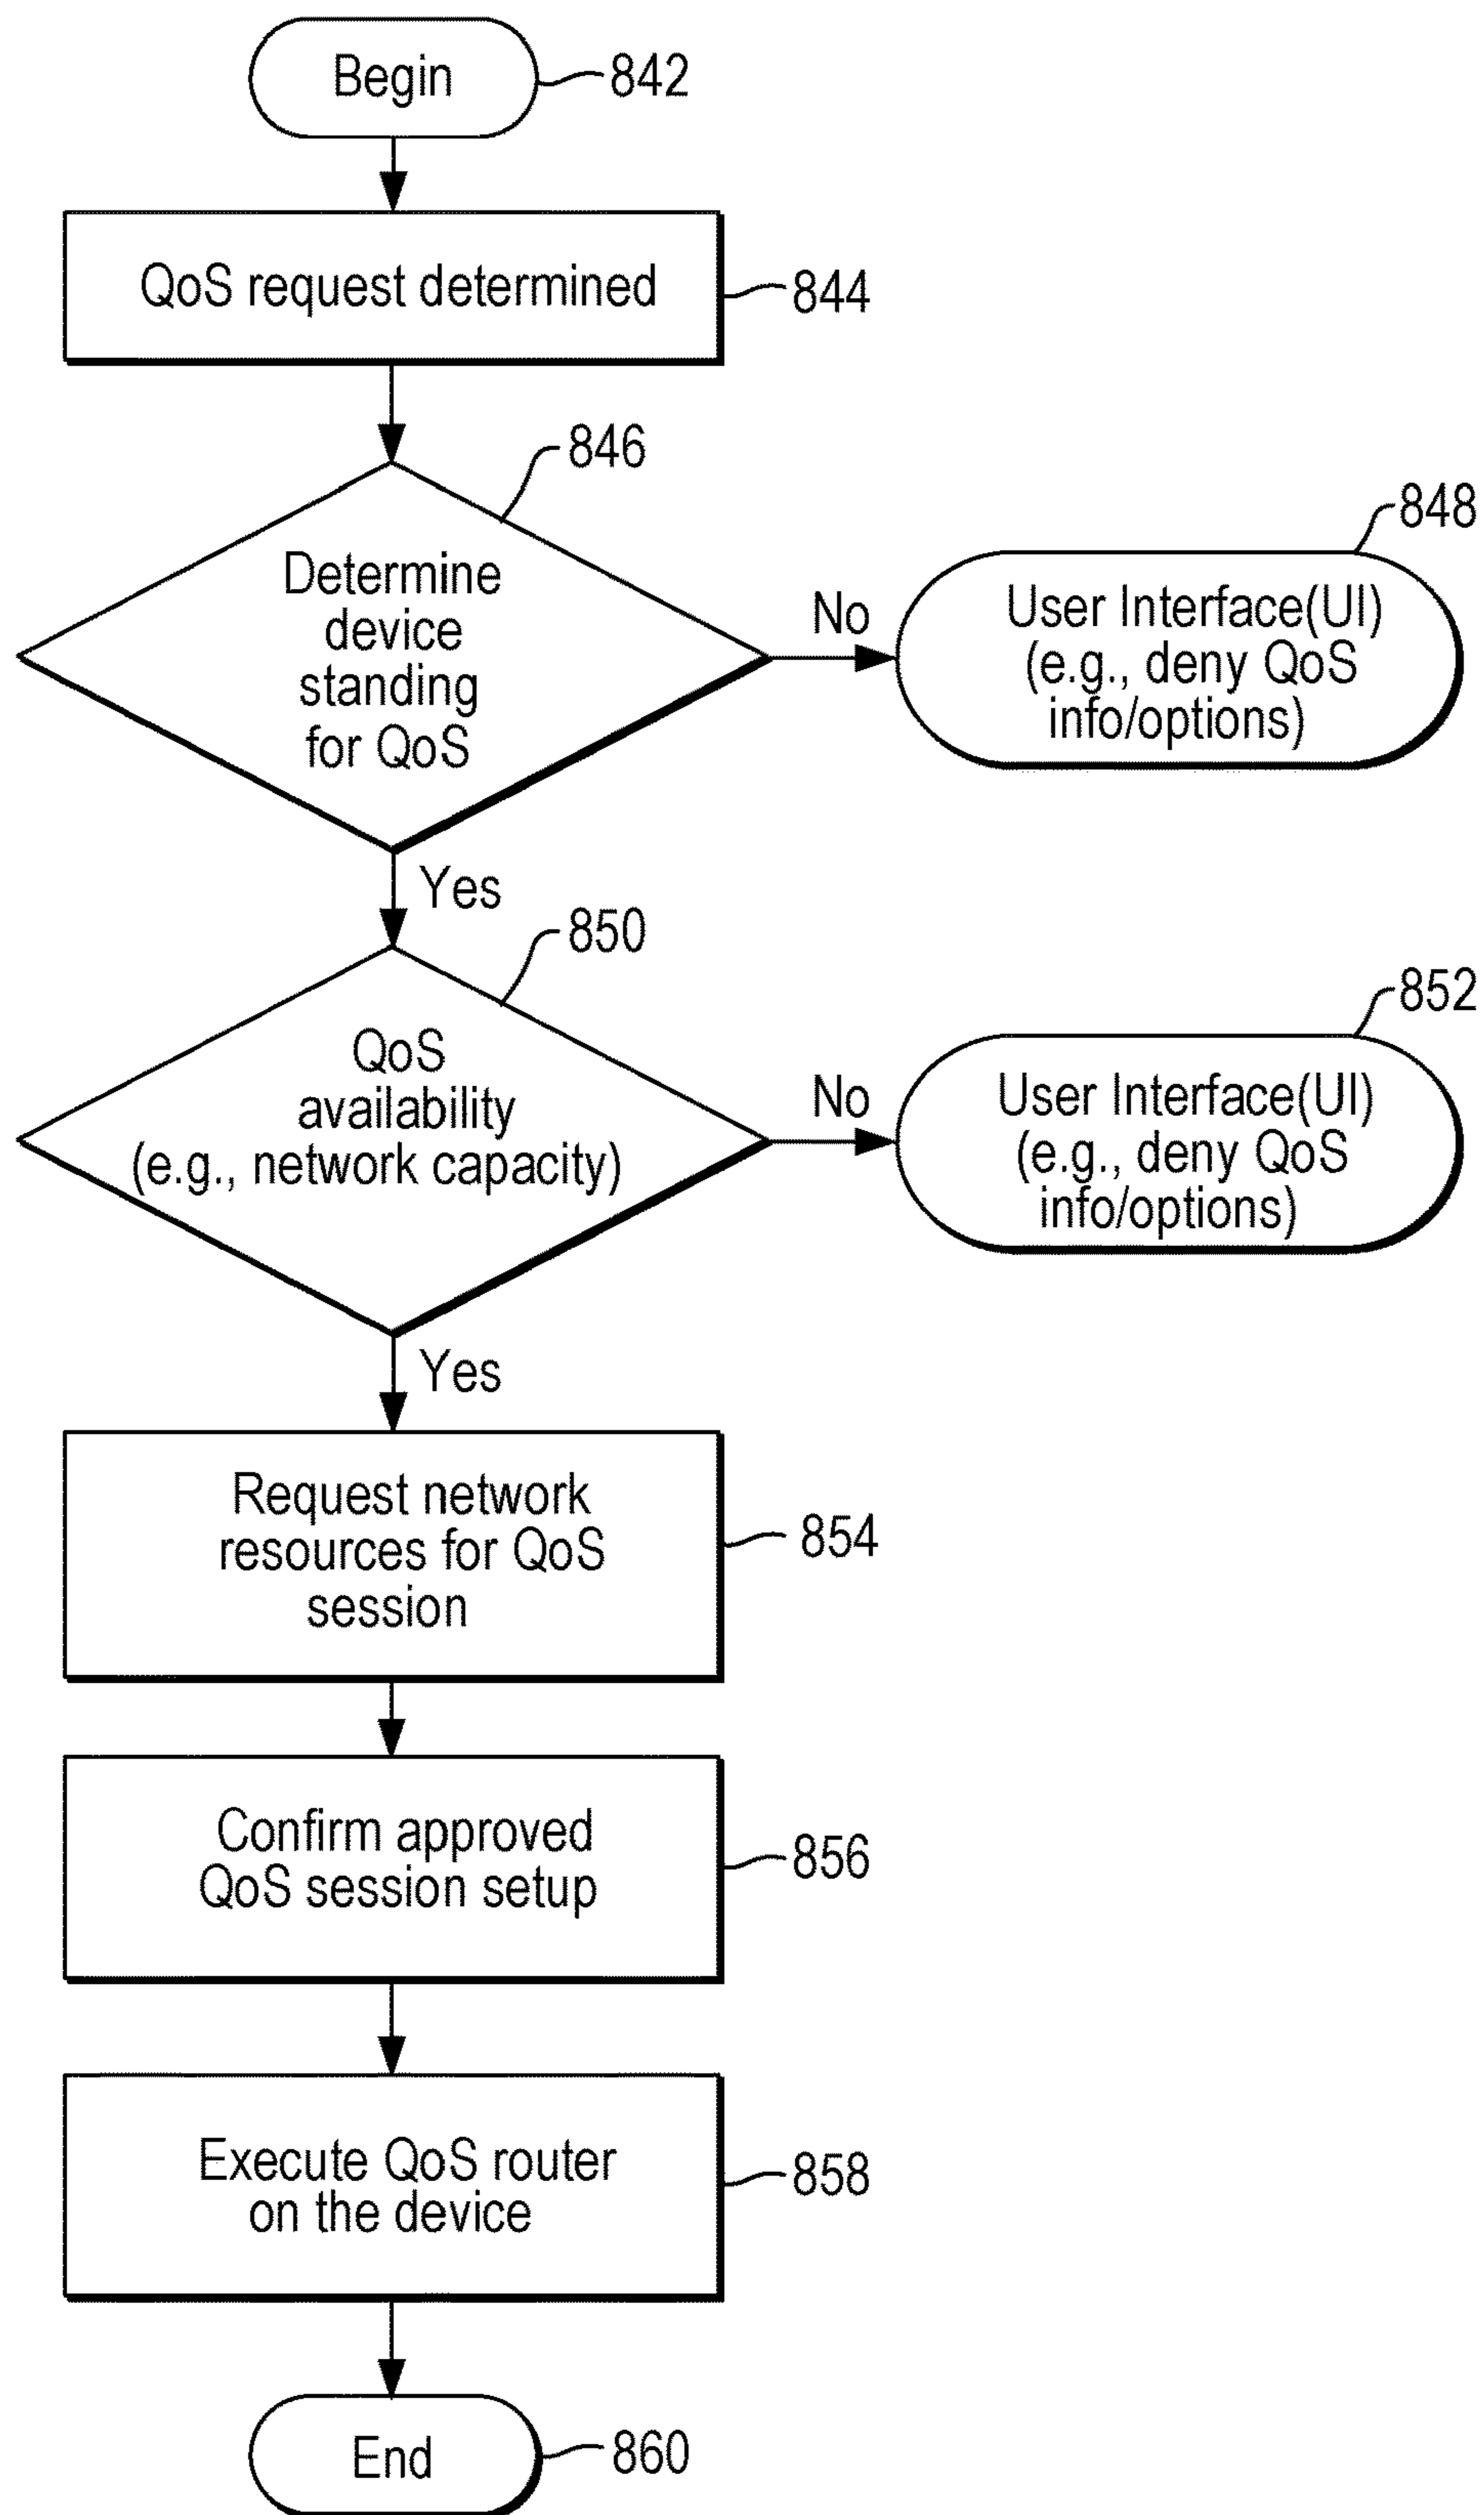 Begin
842
QoS request determined
844
846
Determine
device
standing
for QoS
No
848
User Interface(UI)
(e.g., deny QoS
info/options)
Yes
850
QoS
availability
(e.g., network capacity)
No
852
User Interface(UI)
(e.g., deny QoS
info/options)
Yes
Request network
resources for QoS
session
854
Confirm approved
QoS session setup
856
Execute QoS router
on the device
858
End
860